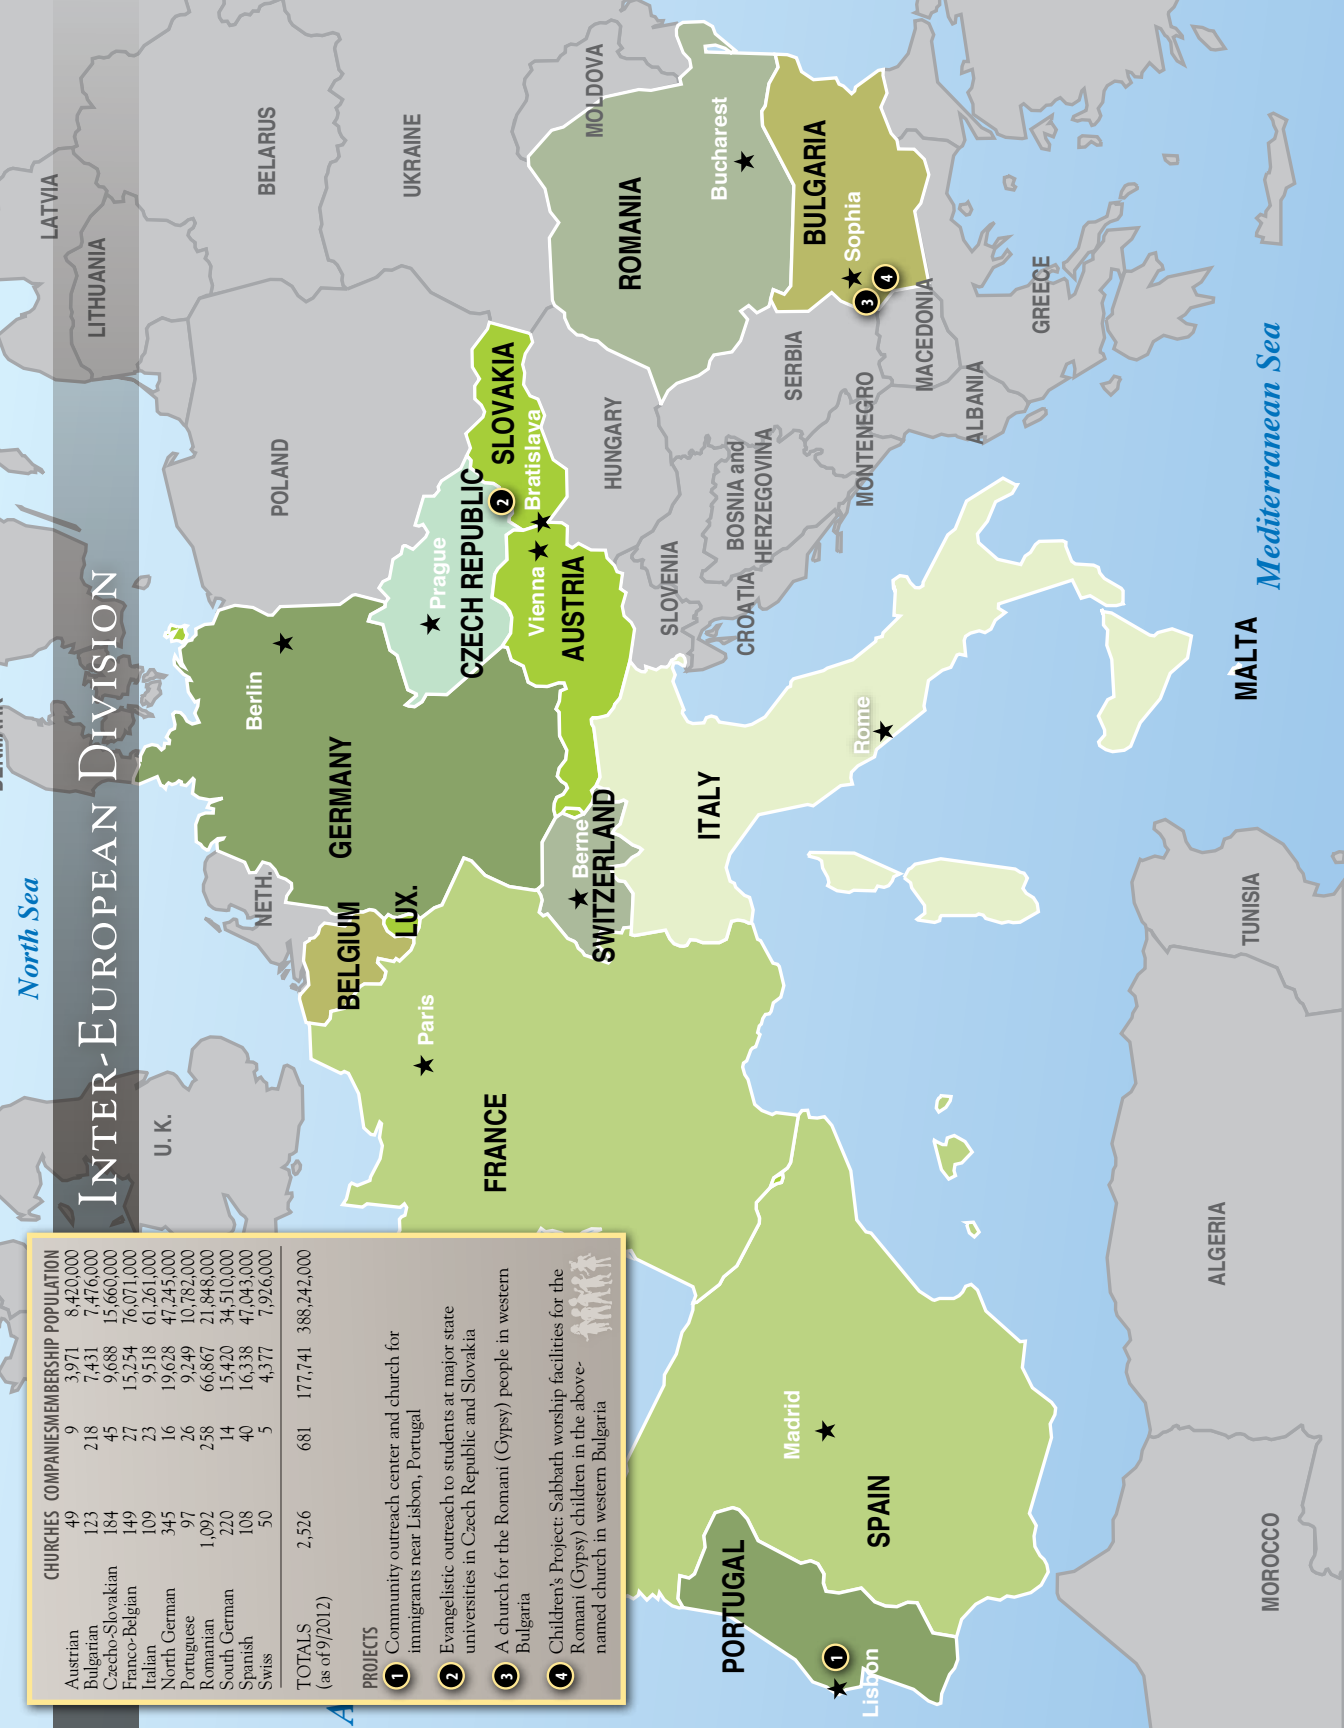 INTER-EUROPEAN DIVISION
CHURCHES COMPANIES MEMBERSHIP POPULATION
Austrian 49 9 3,971 8,420,000
Bulgarian 123 218 7,431 7,476,000
Czecho-Slovakian 184 45 9,688 15,660,000
Franco-Belgian 149 27 15,254 76,071,000
Italian 109 23 9,518 61,261,000
North German 345 16 19,628 47,245,000
Portuguese 97 26 9,249 10,782,000
Romanian 1,092 258 66,867 21,848,000
South German 220 14 15,420 34,510,000
Spanish 108 40 16,338 47,043,000
Swiss 50 5 4,377 7,926,000
TOTALS 2,526 681 177,741 388,242,000
(as of 9/2012)
PROJECTS
1 Community outreach center and church for
immigrants near Lisbon, Portugal
2 Evangelistic outreach to students at major state
universities in Czech Republic and Slovakia
3 A church for the Romani (Gypsy) people in western
Bulgaria
4 Children's Project: Sabbath worship facilities for the
Romani (Gypsy) children in the above-
named church in western Bulgaria
North Sea
U. K.
NETH.
LATVIA
LITHUANIA
BELARUS
POLAND
UKRAINE
MOLDOVA
Berlin
GERMANY
BELGIUM
LUX.
Paris
FRANCE
Prague
CZECH REPUBLIC
2
SLOVAKIA
Bratislava
Vienna
AUSTRIA
Berne
SWITZERLAND
HUNGARY
ROMANIA
Bucharest
SLOVENIA
CROATIA
BOSNIA and
HERZEGOVINA
SERBIA
MONTENEGRO
BULGARIA
Sophia
3
4
MACEDONIA
ALBANIA
GREECE
ITALY
Rome
PORTUGAL
1
Lisbon
Madrid
SPAIN
MALTA
Mediterranean Sea
MOROCCO
ALGERIA
TUNISIA